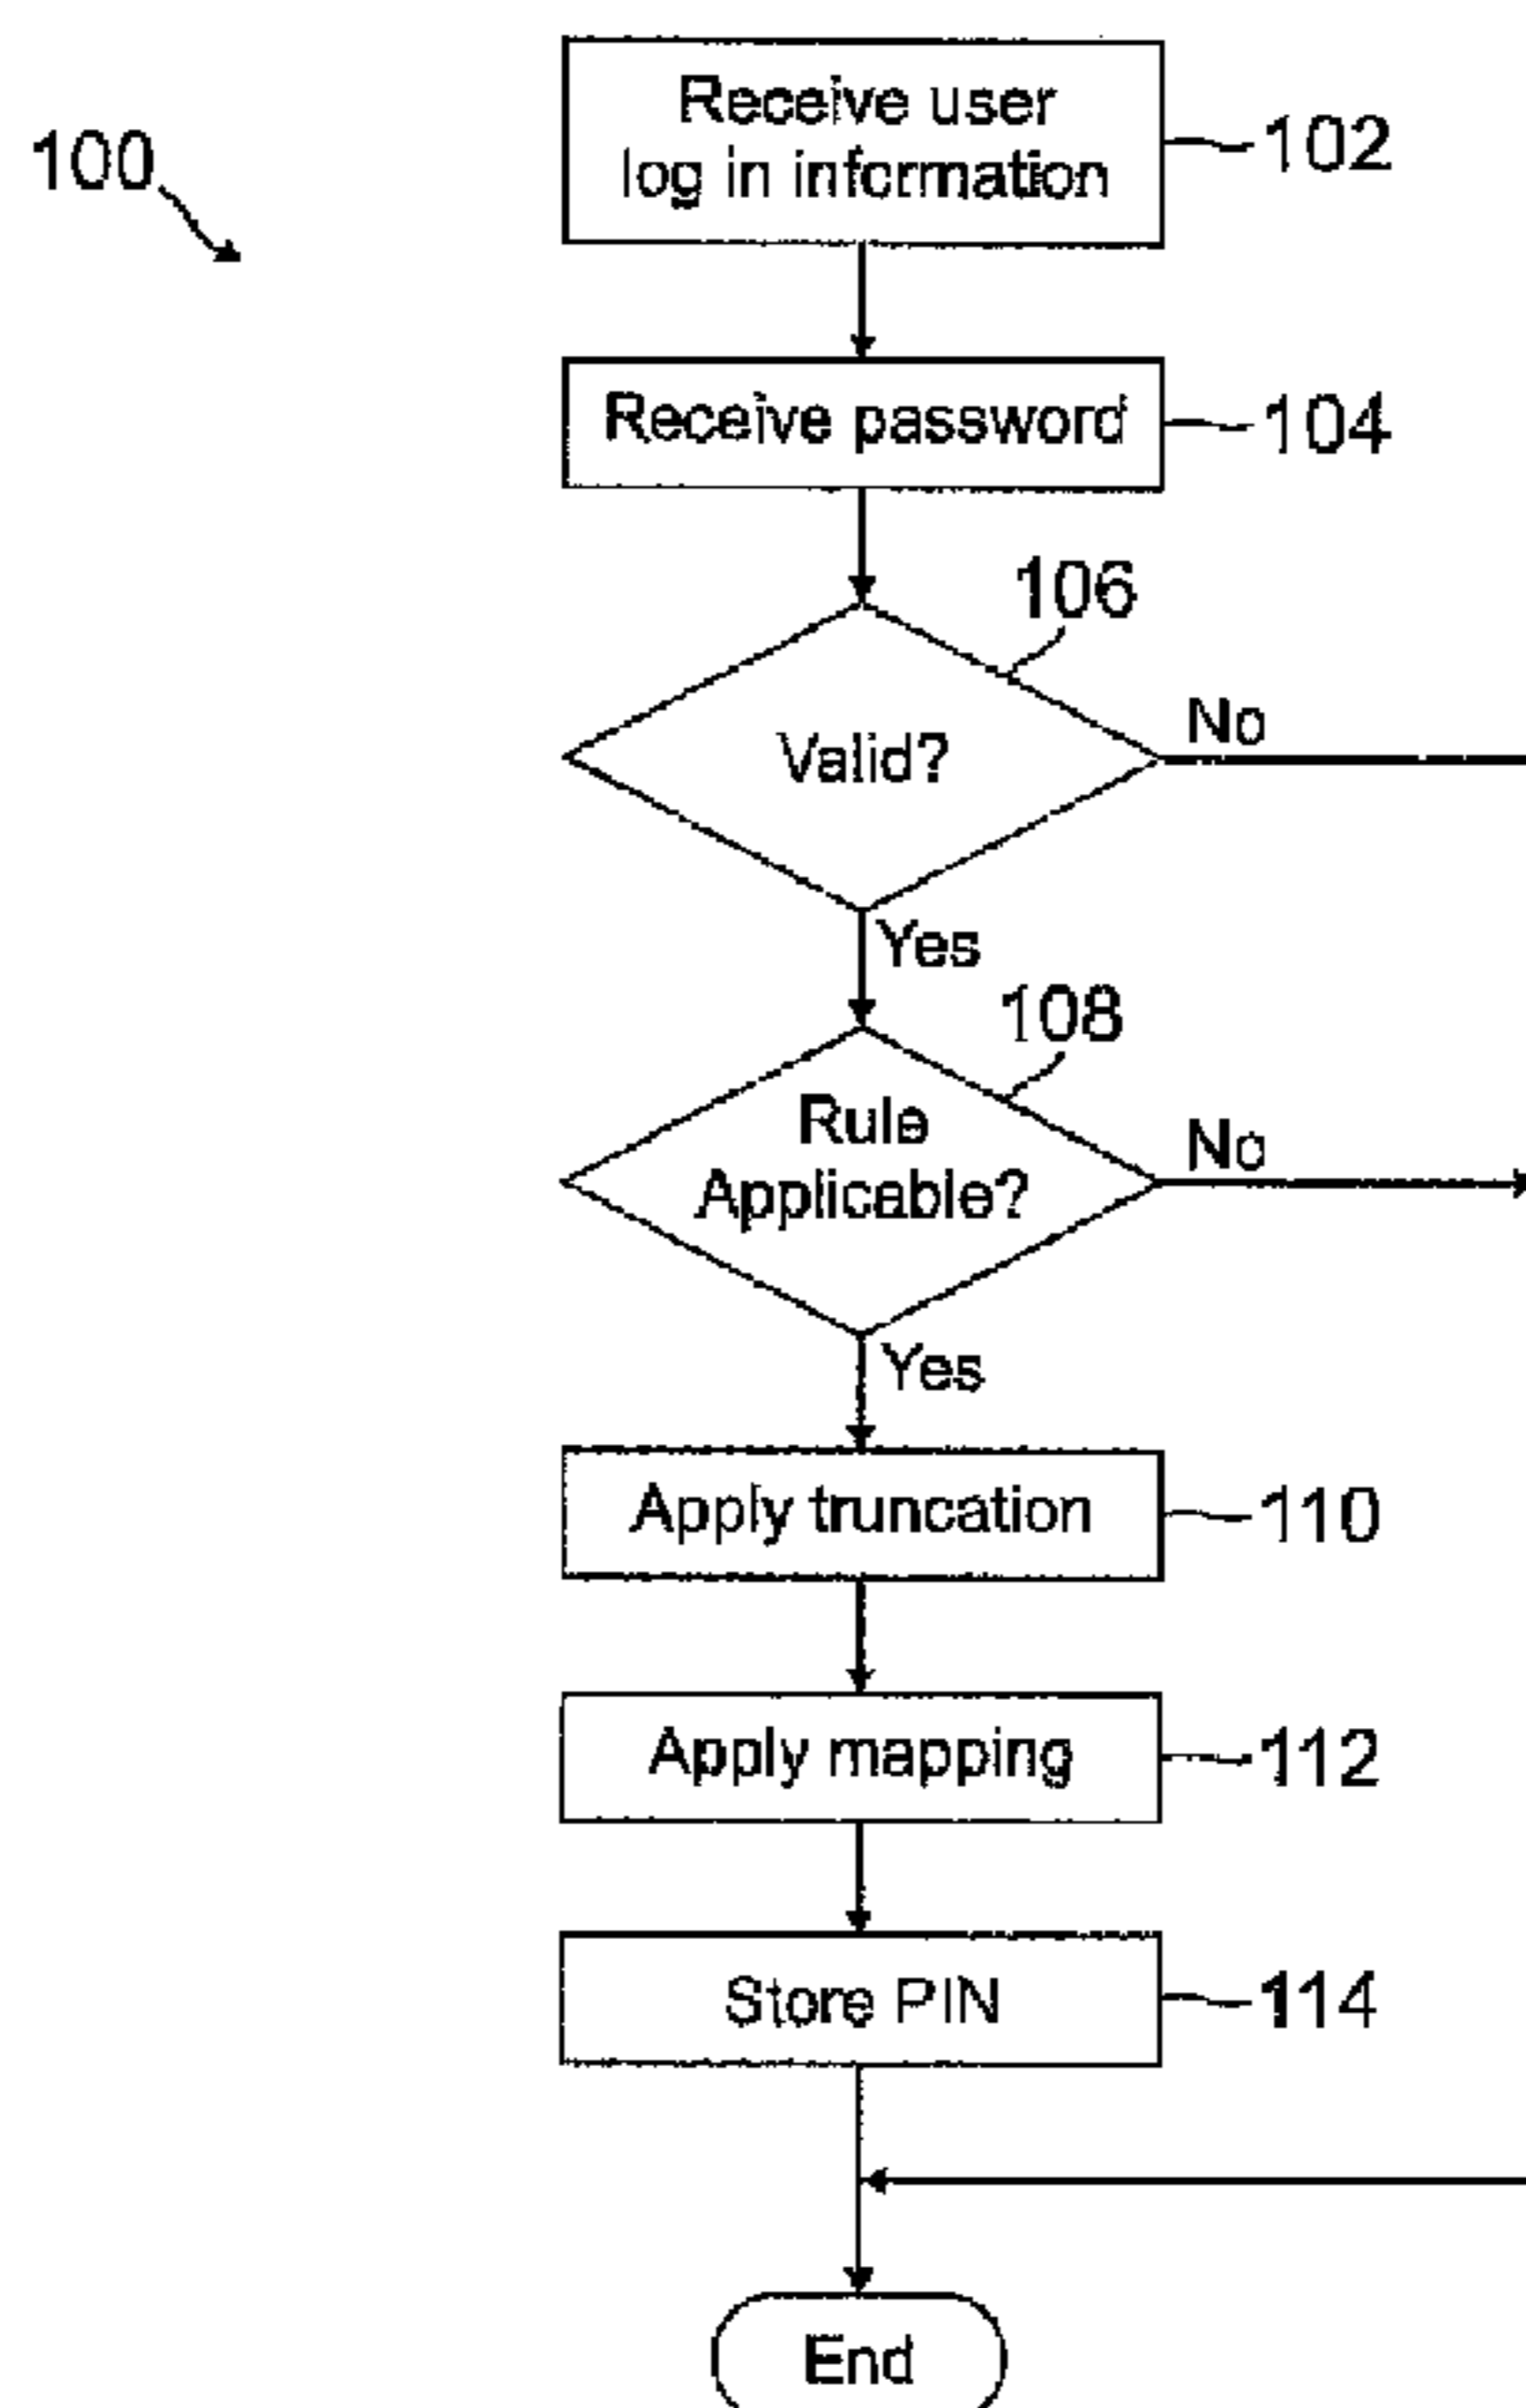 100
Receive user
log in information
102
Receive password
104
106
Valid?
No
Yes
108
Rule
Applicable?
No
Yes
Apply truncation
110
Apply mapping
112
Store PIN
114
End